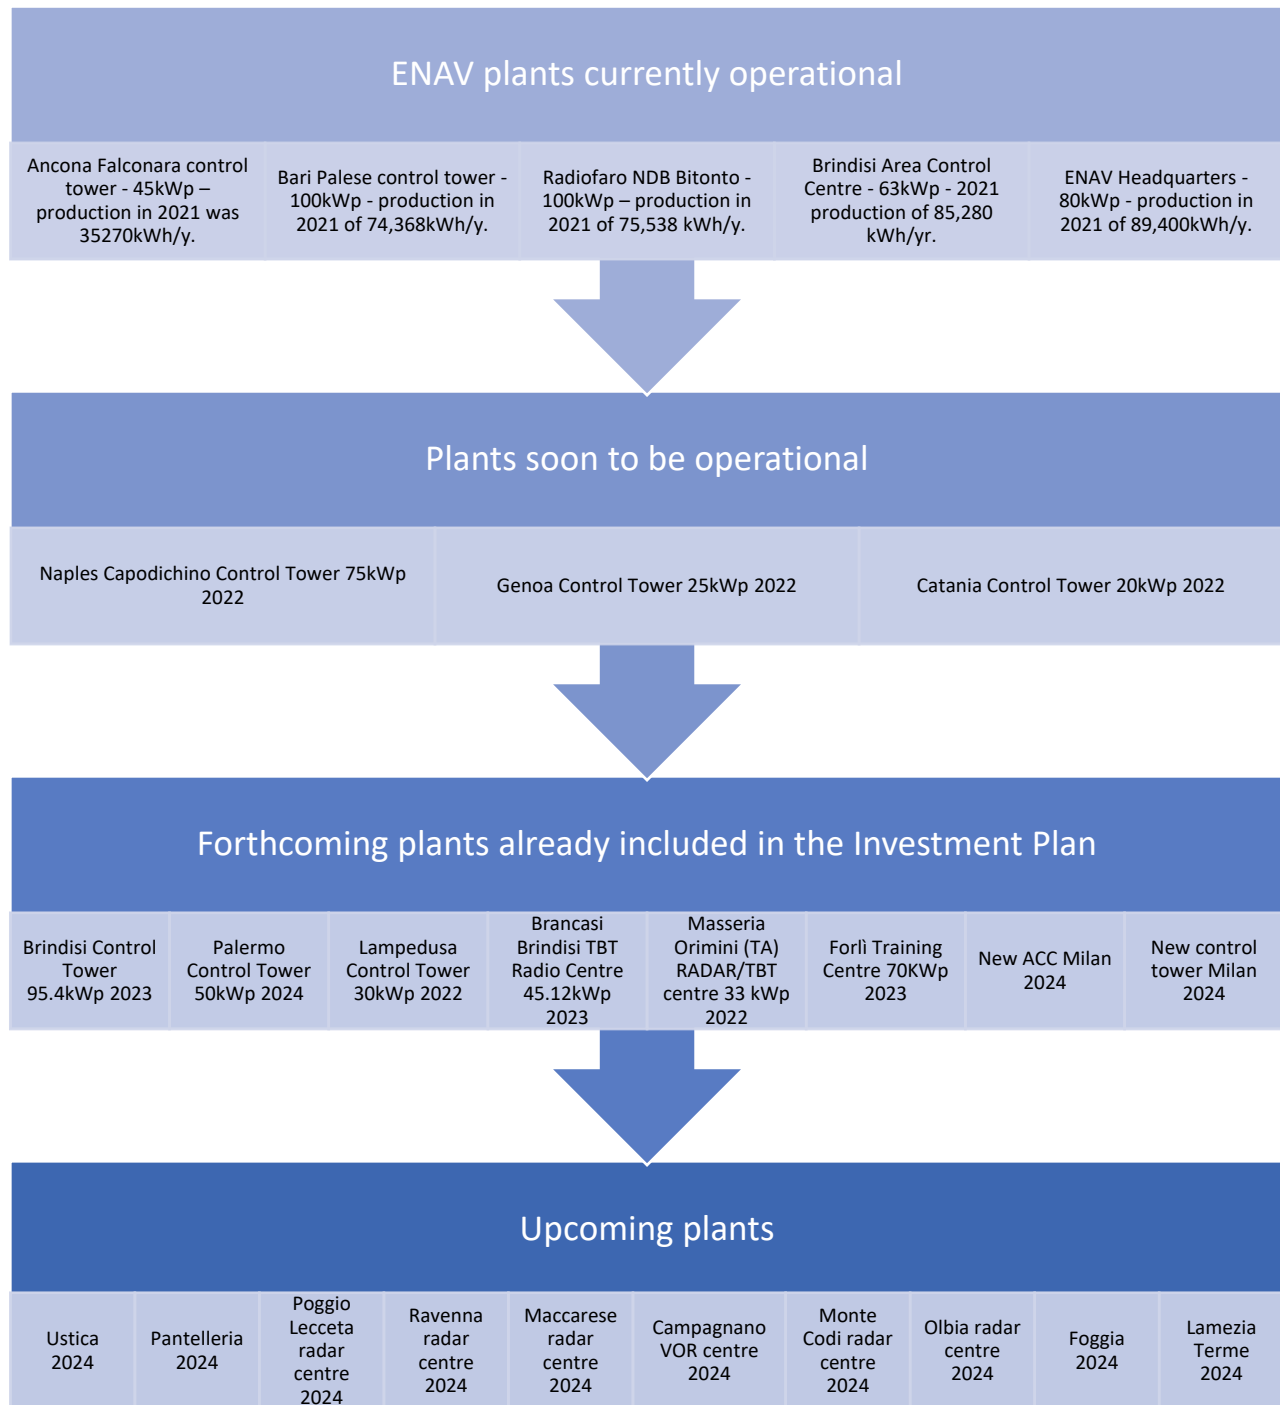 ENAV plants currently operational
Ancona Falconara control
tower - 45kWp –
production in 2021 was
35270kWh/y.
Bari Palese control tower -
100kWp - production in
2021 of 74,368kWh/y.
Radiofaro NDB Bitonto -
100kWp – production in
2021 of 75,538 kWh/y.
Brindisi Area Control
Centre - 63kWp - 2021
production of 85,280
kWh/yr.
ENAV Headquarters -
80kWp - production in
2021 of 89,400kWh/y.
Plants soon to be operational
Naples Capodichino Control Tower 75kWp
2022
Genoa Control Tower 25kWp 2022
Catania Control Tower 20kWp 2022
Forthcoming plants already included in the Investment Plan
Brindisi Control
Tower
95.4kWp 2023
Palermo
Control Tower
50kWp 2024
Lampedusa
Control Tower
30kWp 2022
Brancasi
Brindisi TBT
Radio Centre
45.12kWp
2023
Masseria
Orimini (TA)
RADAR/TBT
centre 33 kWp
2022
Forlì Training
Centre 70KWp
2023
New ACC Milan
2024
New control
tower Milan
2024
Upcoming plants
Ustica
2024
Pantelleria
2024
Poggio
Lecceta
radar
centre
2024
Ravenna
radar
centre
2024
Maccarese
radar
centre
2024
Campagnano
VOR centre
2024
Monte
Codi radar
centre
2024
Olbia radar
centre
2024
Foggia
2024
Lamezia
Terme
2024